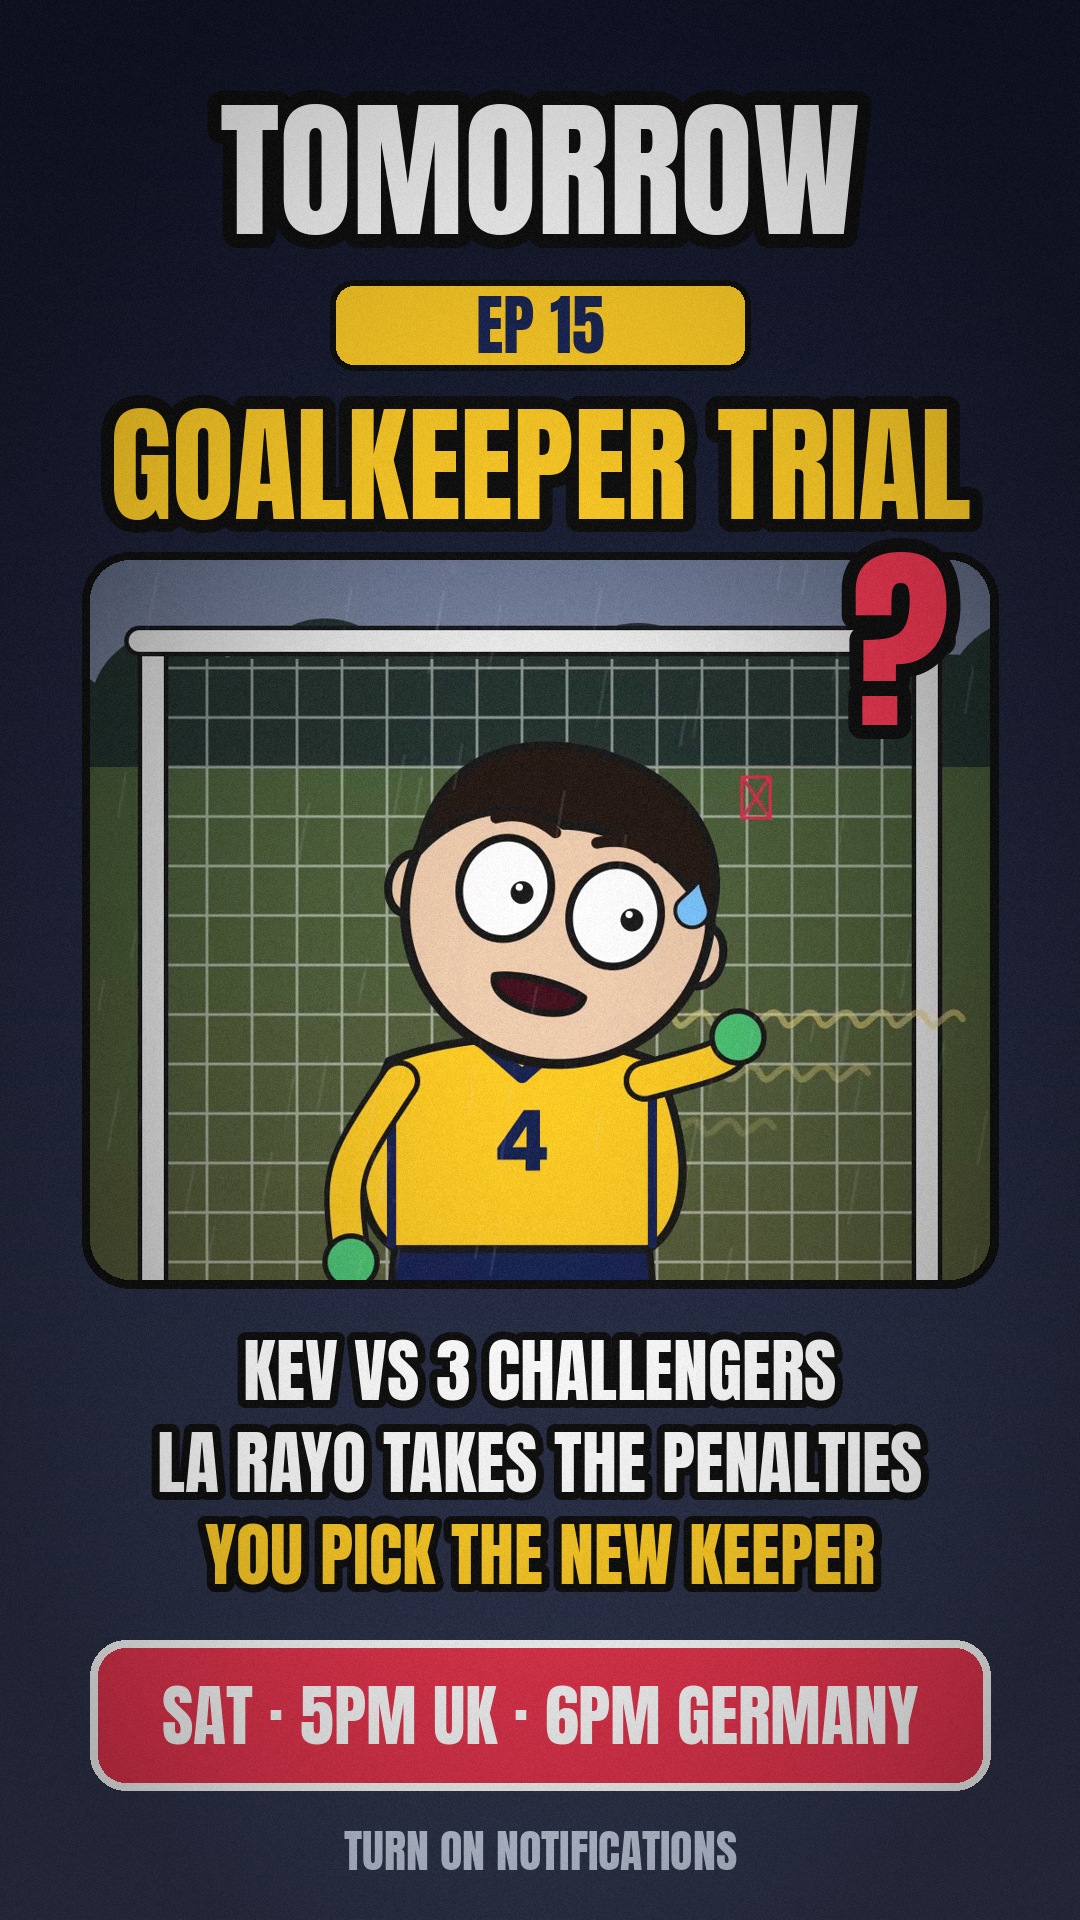 TOMORROW
EP 15
GOALKEEPER TRIAL
?
4
KEV VS 3 CHALLENGERS
LA RAYO TAKES THE PENALTIES
YOU PICK THE NEW KEEPER
SAT · 5PM UK · 6PM GERMANY
TURN ON NOTIFICATIONS